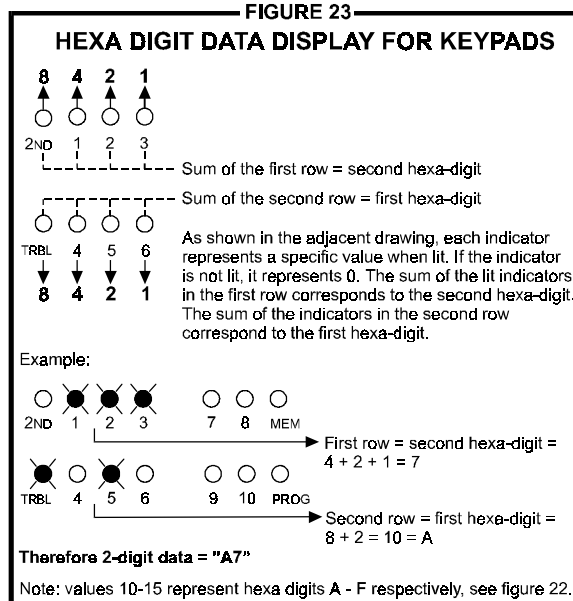 FIGURE 23
HEXA DIGIT DATA DISPLAY FOR KEYPADS
8 4 2 1
2ND 1 2 3
Sum of the first row = second hexa-digit
Sum of the second row = first hexa-digit
TRBL 4 5 6
8 4 2 1
As shown in the adjacent drawing, each indicator
represents a specific value when lit. If the indicator
is not lit, it represents 0. The sum of the lit indicators
in the first row corresponds to the second hexa-digit.
The sum of the indicators in the second row
correspond to the first hexa-digit.
Example:
2ND 1 2 3 7 8 MEM
First row = second hexa-digit =
4 + 2 + 1 = 7
TRBL 4 5 6 9 10 PROG
Second row = first hexa-digit =
8 + 2 = 10 = A
Therefore 2-digit data = "A7"
Note: values 10-15 represent hexa digits A - F respectively, see figure 22.